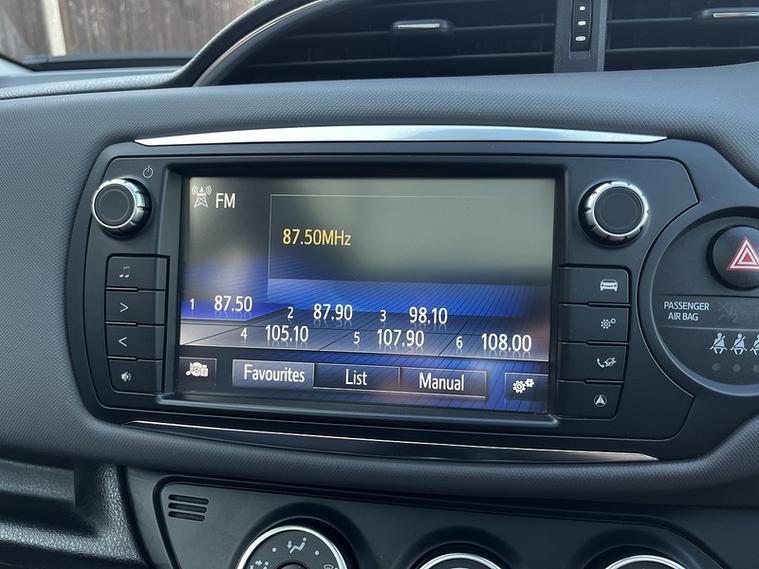 FM
87.50MHz
1 87.50 2 87.90 3 98.10
4 105.10 5 107.90 6 108.00
Favourites List Manual
PASSENGER
AIR BAG